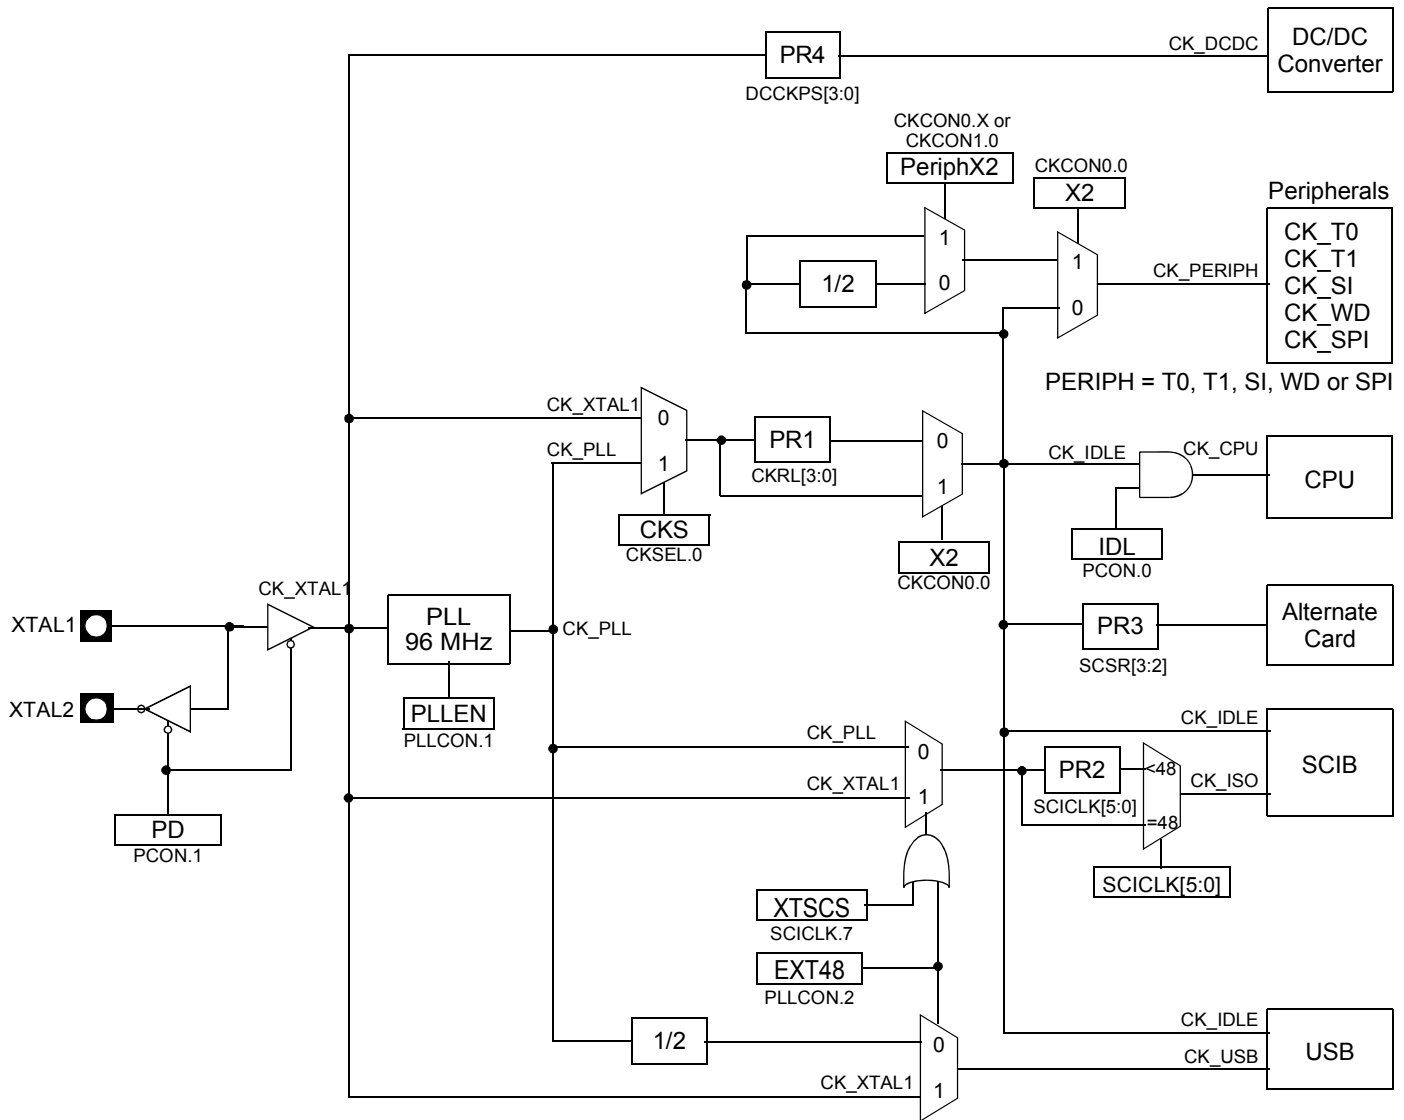 PR4
DCCKPS[3:0]
CK_DCDC
DC/DC
Converter
CKCON0.X or
CKCON1.0
PeriphX2
CKCON0.0
X2
1
1/2
0
1
0
CK_PERIPH
Peripherals
CK_T0
CK_T1
CK_SI
CK_WD
CK_SPI
PERIPH = T0, T1, SI, WD or SPI
CK_XTAL1
0
CK_PLL
1
CKS
CKSEL.0
PR1
CKRL[3:0]
0
1
X2
CKCON0.0
CK_IDLE
CK_CPU
CPU
IDL
PCON.0
XTAL1
CK_XTAL1
XTAL2
PD
PCON.1
PLL
96 MHz
CK_PLL
PLLEN
PLLCON.1
PR3
SCSR[3:2]
Alternate
Card
CK_PLL
0
CK_XTAL1
1
PR2
SCICLK[5:0]
<48
=48
SCICLK[5:0]
CK_IDLE
CK_ISO
SCIB
XTSCS
SCICLK.7
EXT48
PLLCON.2
1/2
0
CK_XTAL1
1
CK_IDLE
CK_USB
USB